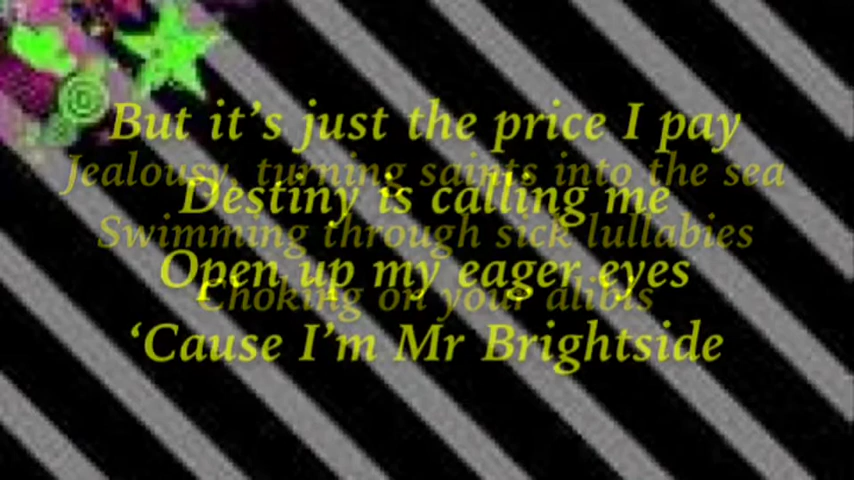 But it’s just the price I pay
Jealousy, turning saints into the sea
Destiny is calling me
Swimming through sick lullabies
Open up my eager eyes
Choking on your alibis
‘Cause I’m Mr Brightside